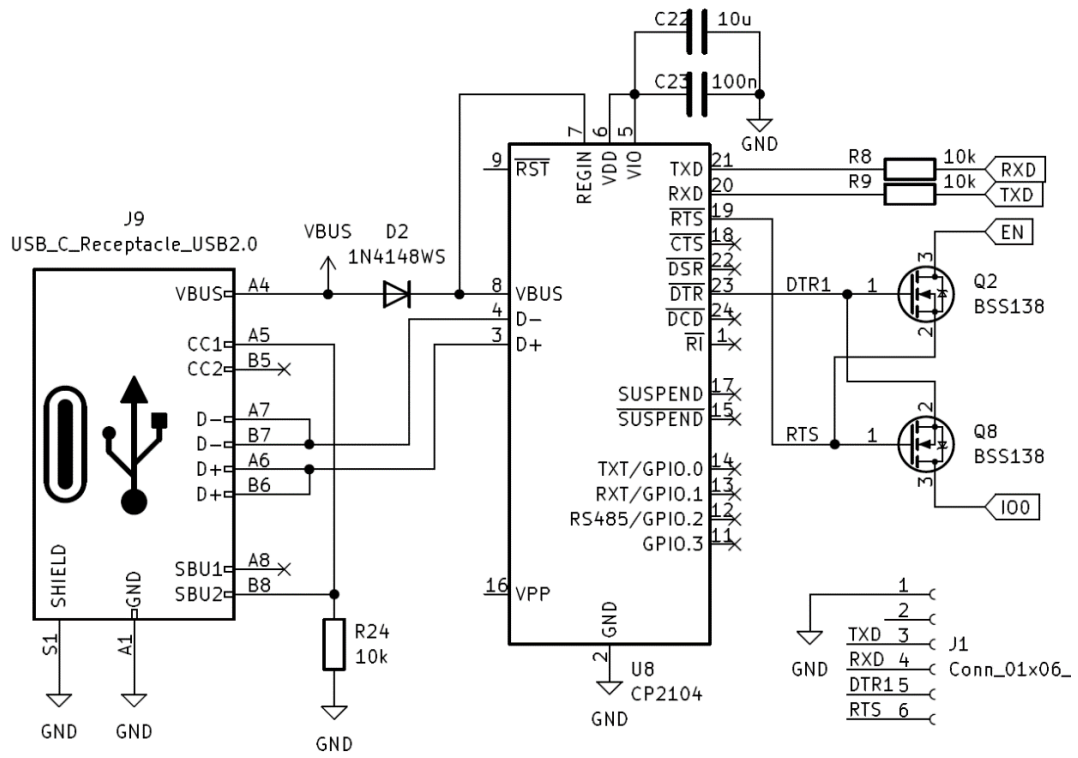 C22 10u
C23 100n
GND
7
6
5
REGIN
VDD
VIO
9 RST
TXD 21
RXD 20
RTS 19
CTS 18
DSR 22
DTR 23
DCD 24
RI 1
SUSPEND 17
SUSPEND 15
TXT/GPIO.0 14
RXT/GPIO.1 13
RS485/GPIO.2 12
GPIO.3 11
8 VBUS
4 D-
3 D+
16 VPP
GND
2
U8
CP2104
GND
R8 10k RXD
R9 10k TXD
EN
3
DTR1 1
2
Q2
BSS138
2
RTS 1
3
Q8
BSS138
IO0
J9
USB_C_Receptacle_USB2.0
VBUS
D2
1N4148WS
VBUS A4
CC1 A5
CC2 B5
D- A7
D- B7
D+ A6
D+ B6
SBU1 A8
SBU2 B8
SHIELD
GND
S1
A1
GND
GND
R24
10k
GND
1
2
TXD 3
RXD 4
DTR1 5
RTS 6
J1
Conn_01x06_
GND